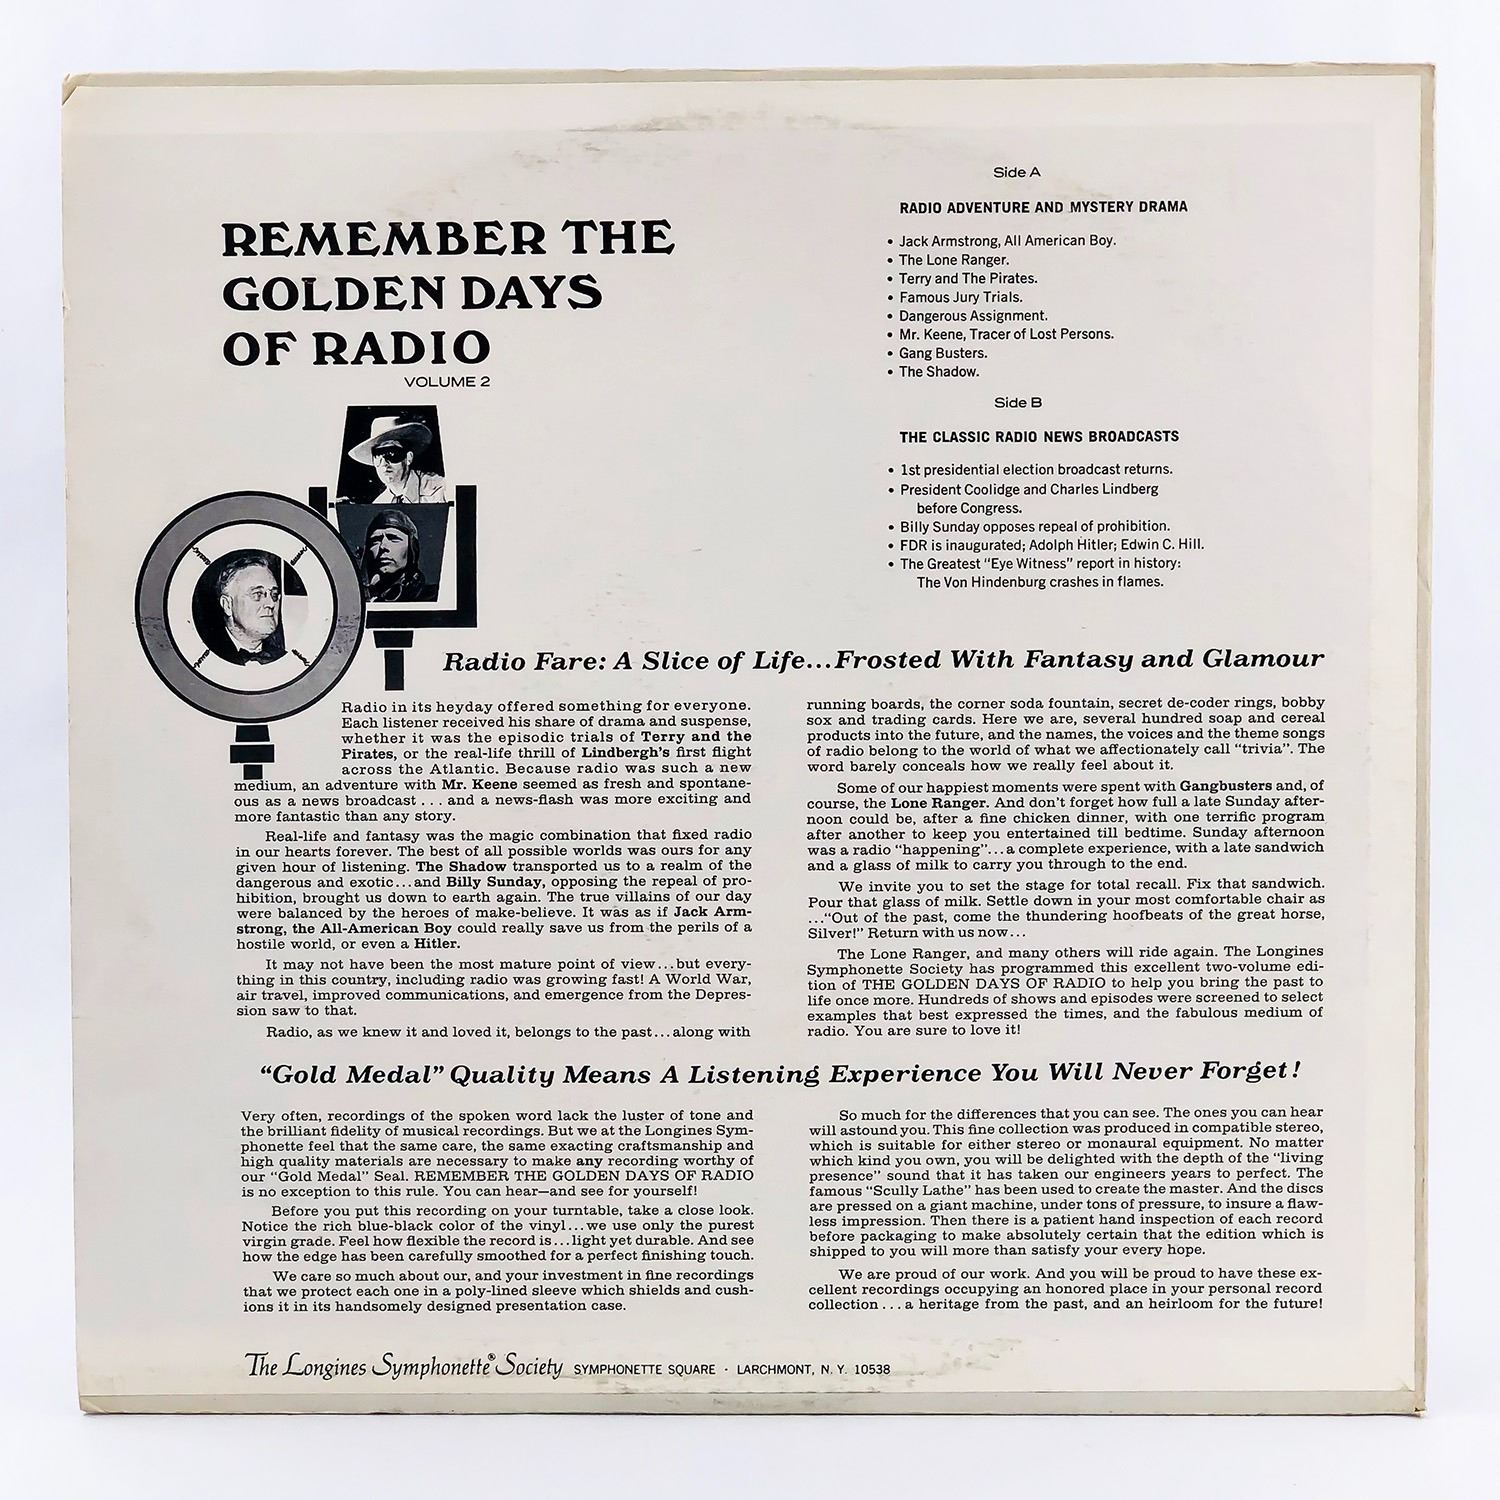 REMEMBER THE
GOLDEN DAYS
OF RADIO
VOLUME 2
Side A
RADIO ADVENTURE AND MYSTERY DRAMA
• Jack Armstrong, All American Boy.
• The Lone Ranger.
• Terry and The Pirates.
• Famous Jury Trials.
• Dangerous Assignment.
• Mr. Keene, Tracer of Lost Persons.
• Gang Busters.
• The Shadow.
Side B
THE CLASSIC RADIO NEWS BROADCASTS
• 1st presidential election broadcast returns.
• President Coolidge and Charles Lindberg
before Congress.
• Billy Sunday opposes repeal of prohibition.
• FDR is inaugurated; Adolph Hitler; Edwin C. Hill.
• The Greatest "Eye Witness" report in history:
The Von Hindenburg crashes in flames.
Radio Fare: A Slice of Life...Frosted With Fantasy and Glamour
Radio in its heyday offered something for everyone.
Each listener received his share of drama and suspense,
whether it was the episodic trials of Terry and the
Pirates, or the real-life thrill of Lindbergh's first flight
across the Atlantic. Because radio was such a new
medium, an adventure with Mr. Keene seemed as fresh and spontane-
ous as a news broadcast ... and a news-flash was more exciting and
more fantastic than any story.
Real-life and fantasy was the magic combination that fixed radio
in our hearts forever. The best of all possible worlds was ours for any
given hour of listening. The Shadow transported us to a realm of the
dangerous and exotic...and Billy Sunday, opposing the repeal of pro-
hibition, brought us down to earth again. The true villains of our day
were balanced by the heroes of make-believe. It was as if Jack Arm-
strong, the All-American Boy could really save us from the perils of a
hostile world, or even a Hitler.
It may not have been the most mature point of view...but every-
thing in this country, including radio was growing fast! A World War,
air travel, improved communications, and emergence from the Depres-
sion saw to that.
Radio, as we knew it and loved it, belongs to the past...along with
running boards, the corner soda fountain, secret de-coder rings, bobby
sox and trading cards. Here we are, several hundred soap and cereal
products into the future, and the names, the voices and the theme songs
of radio belong to the world of what we affectionately call "trivia". The
word barely conceals how we really feel about it.
Some of our happiest moments were spent with Gangbusters and, of
course, the Lone Ranger. And don't forget how full a late Sunday after-
noon could be, after a fine chicken dinner, with one terrific program
after another to keep you entertained till bedtime. Sunday afternoon
was a radio "happening"...a complete experience, with a late sandwich
and a glass of milk to carry you through to the end.
We invite you to set the stage for total recall. Fix that sandwich.
Pour that glass of milk. Settle down in your most comfortable chair as
..."Out of the past, come the thundering hoofbeats of the great horse,
Silver!" Return with us now...
The Lone Ranger, and many others will ride again. The Longines
Symphonette Society has programmed this excellent two-volume edi-
tion of THE GOLDEN DAYS OF RADIO to help you bring the past to
life once more. Hundreds of shows and episodes were screened to select
examples that best expressed the times, and the fabulous medium of
radio. You are sure to love it!
"Gold Medal" Quality Means A Listening Experience You Will Never Forget!
Very often, recordings of the spoken word lack the luster of tone and
the brilliant fidelity of musical recordings. But we at the Longines Sym-
phonette feel that the same care, the same exacting craftsmanship and
high quality materials are necessary to make any recording worthy of
our "Gold Medal" Seal. REMEMBER THE GOLDEN DAYS OF RADIO
is no exception to this rule. You can hear—and see for yourself!
Before you put this recording on your turntable, take a close look.
Notice the rich blue-black color of the vinyl...we use only the purest
virgin grade. Feel how flexible the record is...light yet durable. And see
how the edge has been carefully smoothed for a perfect finishing touch.
We care so much about our, and your investment in fine recordings
that we protect each one in a poly-lined sleeve which shields and cush-
ions it in its handsomely designed presentation case.
So much for the differences that you can see. The ones you can hear
will astound you. This fine collection was produced in compatible stereo,
which is suitable for either stereo or monaural equipment. No matter
which kind you own, you will be delighted with the depth of the "living
presence" sound that it has taken our engineers years to perfect. The
famous "Scully Lathe" has been used to create the master. And the discs
are pressed on a giant machine, under tons of pressure, to insure a flaw-
less impression. Then there is a patient hand inspection of each record
before packaging to make absolutely certain that the edition which is
shipped to you will more than satisfy your every hope.
We are proud of our work. And you will be proud to have these ex-
cellent recordings occupying an honored place in your personal record
collection ... a heritage from the past, and an heirloom for the future!
The Longines Symphonette® Society SYMPHONETTE SQUARE · LARCHMONT, N. Y. 10538